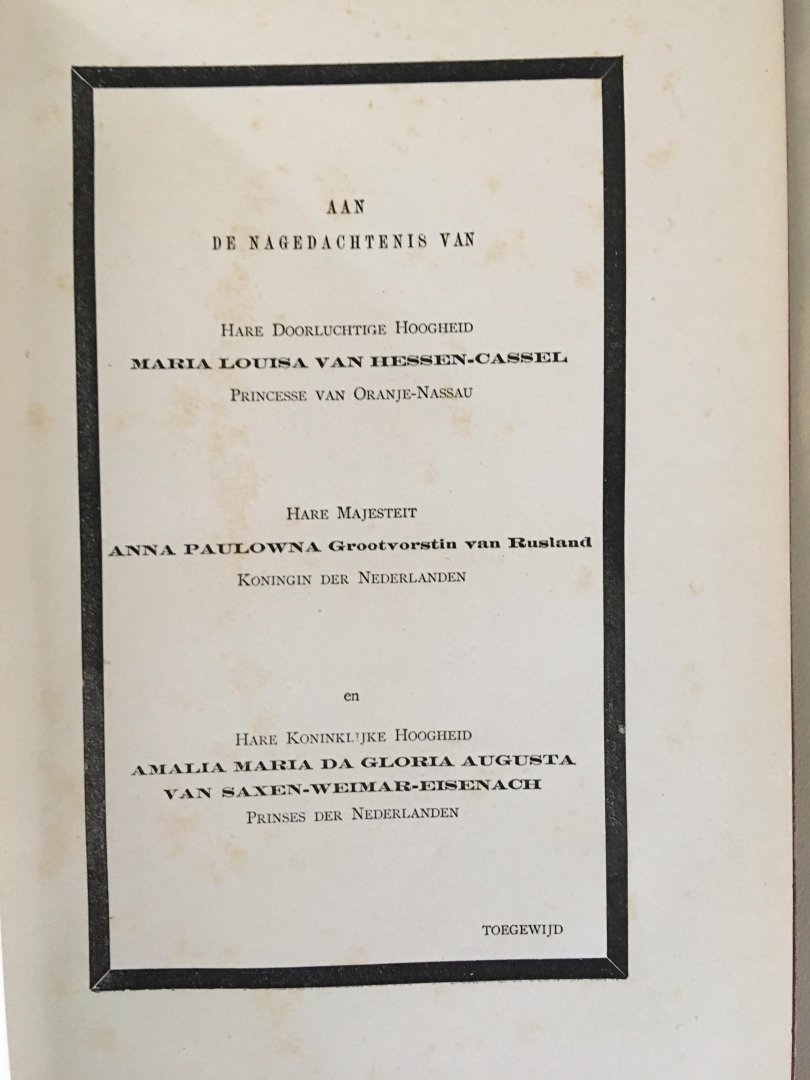 AAN
DE NAGEDACHTENIS VAN
HARE DOORLUCHTIGE HOOGHEID
MARIA LOUISA VAN HESSEN-CASSEL
PRINCESSE VAN ORANJE-NASSAU
HARE MAJESTEIT
ANNA PAULOWNA Grootvorstin van Rusland
KONINGIN DER NEDERLANDEN
en
HARE KONINKLIJKE HOOGHEID
AMALIA MARIA DA GLORIA AUGUSTA
VAN SAXEN-WEIMAR-EISENACH
PRINSES DER NEDERLANDEN
TOEGEWIJD